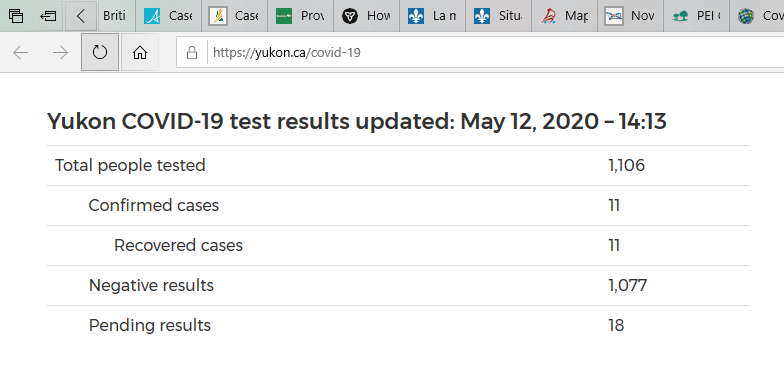 Briti
Case
Case
Prov
How
La m
Situ
Map
Nov
PEI
Cov
https://yukon.ca/covid-19
Yukon COVID-19 test results updated: May 12, 2020 – 14:13
Total people tested 1,106
Confirmed cases 11
Recovered cases 11
Negative results 1,077
Pending results 18